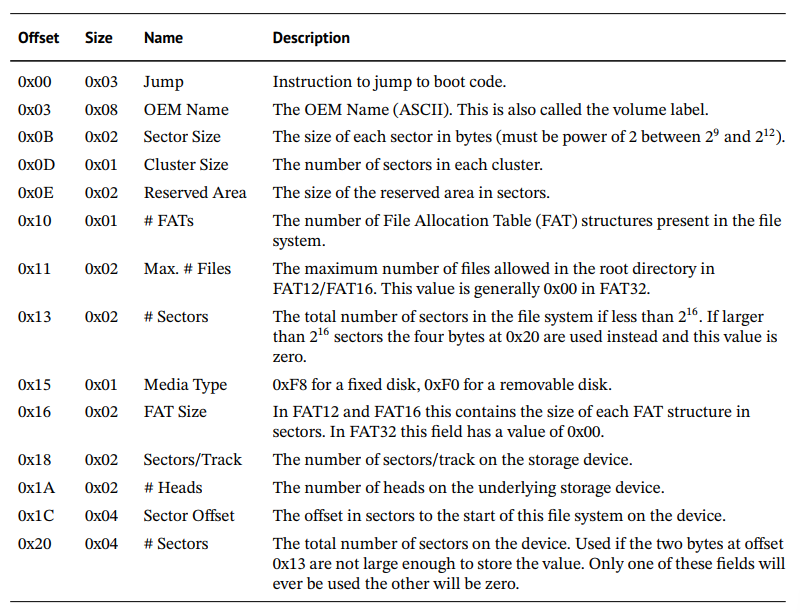 Offset Size Name Description
0x00 0x03 Jump Instruction to jump to boot code.
0x03 0x08 OEM Name The OEM Name (ASCII). This is also called the volume label.
0x0B 0x02 Sector Size The size of each sector in bytes (must be power of 2 between 2⁹ and 2¹²).
0x0D 0x01 Cluster Size The number of sectors in each cluster.
0x0E 0x02 Reserved Area The size of the reserved area in sectors.
0x10 0x01 # FATs The number of File Allocation Table (FAT) structures present in the file
system.
0x11 0x02 Max. # Files The maximum number of files allowed in the root directory in
FAT12/FAT16. This value is generally 0x00 in FAT32.
0x13 0x02 # Sectors The total number of sectors in the file system if less than 2¹⁶. If larger
than 2¹⁶ sectors the four bytes at 0x20 are used instead and this value is
zero.
0x15 0x01 Media Type 0xF8 for a fixed disk, 0xF0 for a removable disk.
0x16 0x02 FAT Size In FAT12 and FAT16 this contains the size of each FAT structure in
sectors. In FAT32 this field has a value of 0x00.
0x18 0x02 Sectors/Track The number of sectors/track on the storage device.
0x1A 0x02 # Heads The number of heads on the underlying storage device.
0x1C 0x04 Sector Offset The offset in sectors to the start of this file system on the device.
0x20 0x04 # Sectors The total number of sectors on the device. Used if the two bytes at offset
0x13 are not large enough to store the value. Only one of these fields will
ever be used the other will be zero.